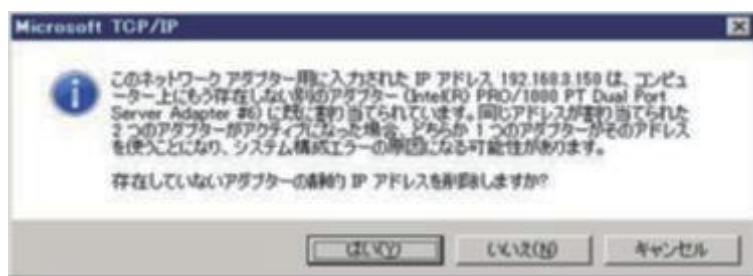 Microsoft TCP/IP
このネットワーク アダプター用に入力された IP アドレス 192.168.3.150 は、コンピュ
ーター上にもう存在しない別のアダプター (Intel(R) PRO/1000 PT Dual Port
Server Adapter #6) に既に割り当てられています。同じアドレスが割り当てられた
2 つのアダプターがアクティブになった場合、どちらか 1 つのアダプターがそのアドレス
を使うことになり、システム構成エラーの原因になる可能性があります。
存在していないアダプターの静的 IP アドレスを削除しますか?
はい(Y)
いいえ(N)
キャンセル